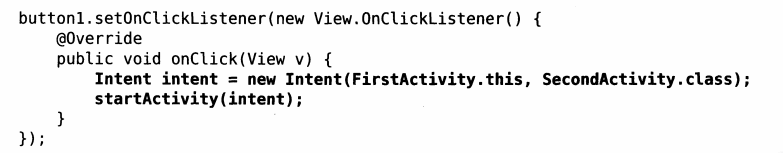 button1.setOnClickListener(new View.OnClickListener() {
    @Override
    public void onClick(View v) {
        Intent intent = new Intent(FirstActivity.this, SecondActivity.class);
        startActivity(intent);
    }
});